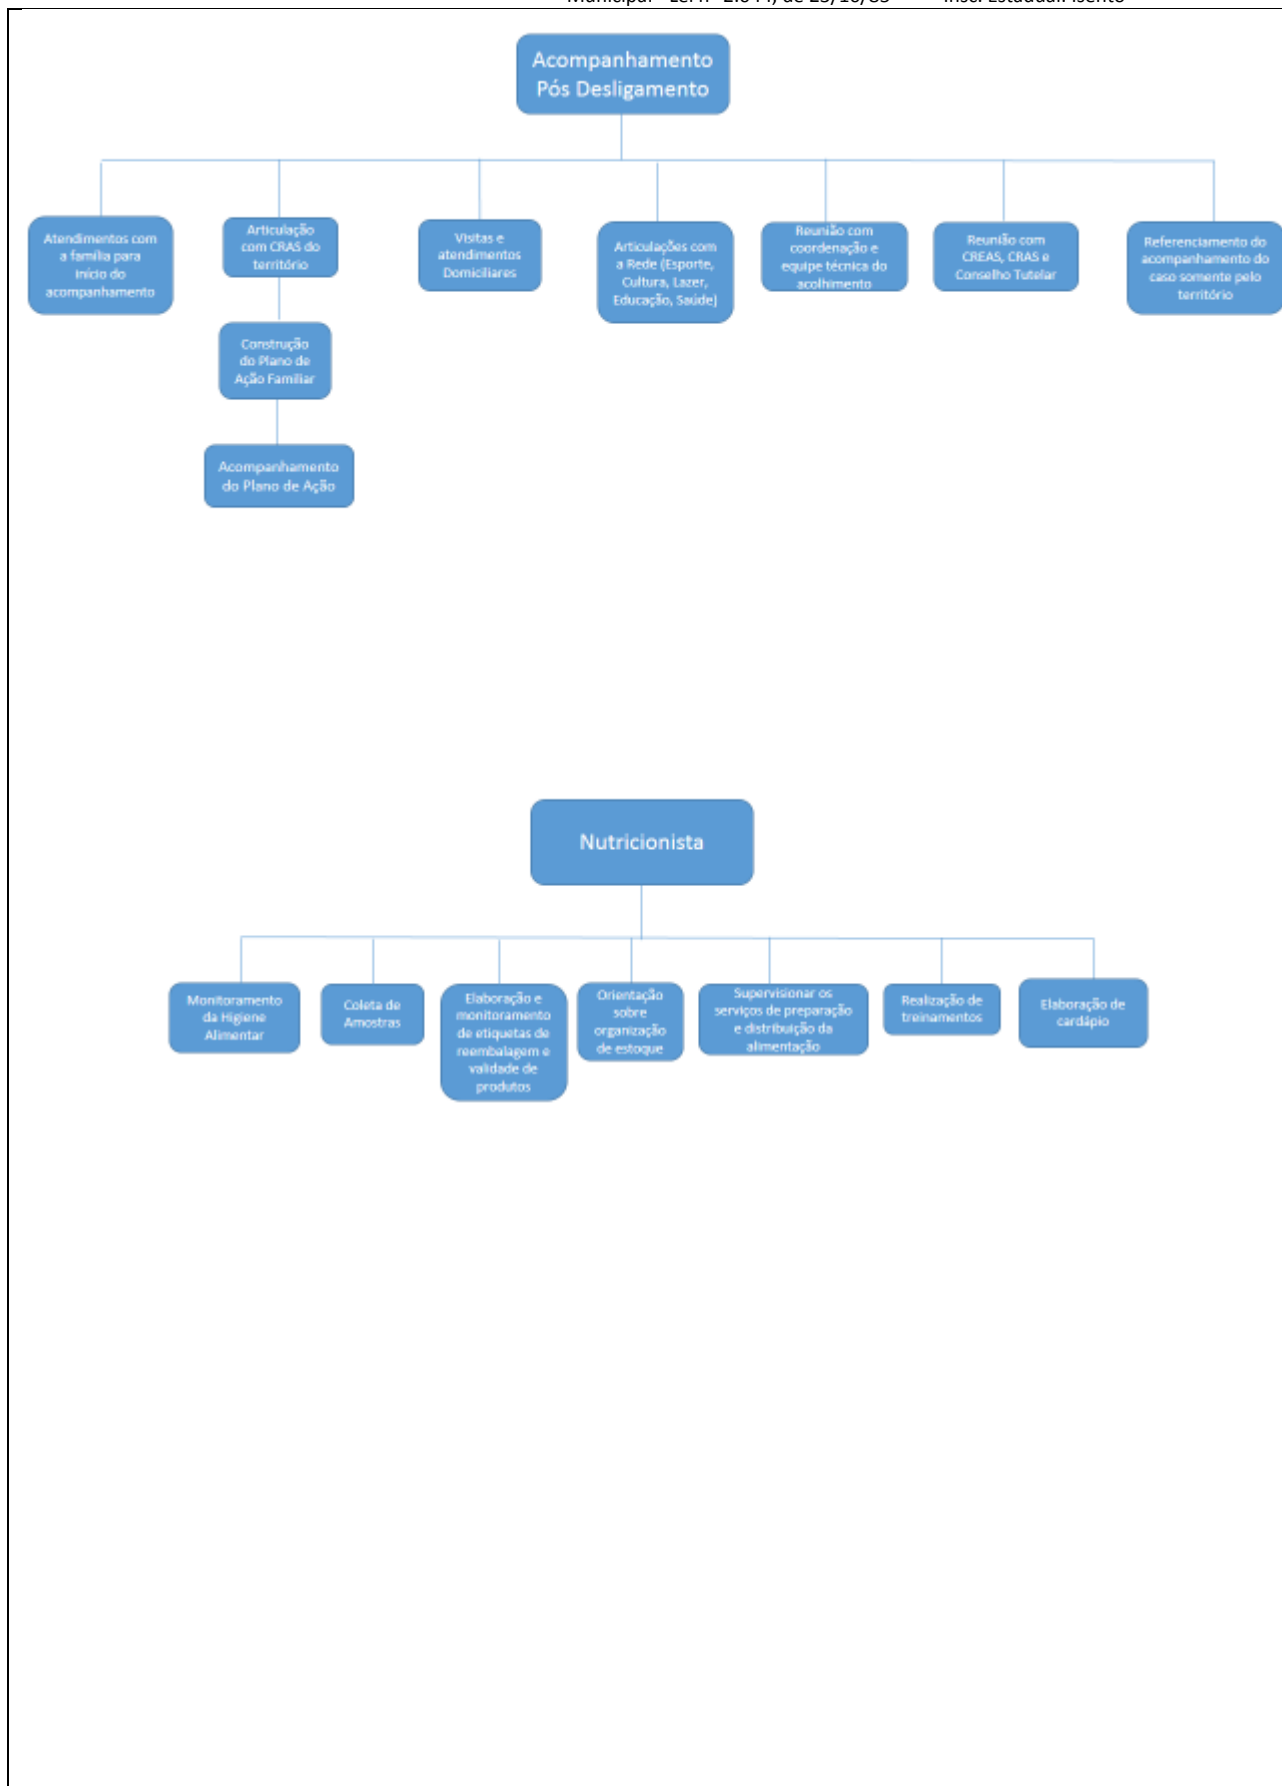 Acompanhamento
Pós Desligamento
Atendimentos com
a família para
início do
acompanhamento
Articulação
com CRAS do
território
Construção
do Plano de
Ação Familiar
Acompanhamento
do Plano de Ação
Visitas e
atendimentos
Domiciliares
Articulações com
a Rede (Esporte,
Cultura, Lazer,
Educação, Saúde)
Reunião com
coordenação e
equipe técnica do
acolhimento
Reunião com
CREAS, CRAS e
Conselho Tutelar
Referenciamento do
acompanhamento do
caso somente pelo
território
Nutricionista
Monitoramento
da Higiene
Alimentar
Coleta de
Amostras
Elaboração e
monitoramento
de etiquetas de
reembalagem e
validade de
produtos
Orientação
sobre
organização
de estoque
Supervisionar os
serviços de preparação
e distribuição da
alimentação
Realização de
treinamentos
Elaboração de
cardápio